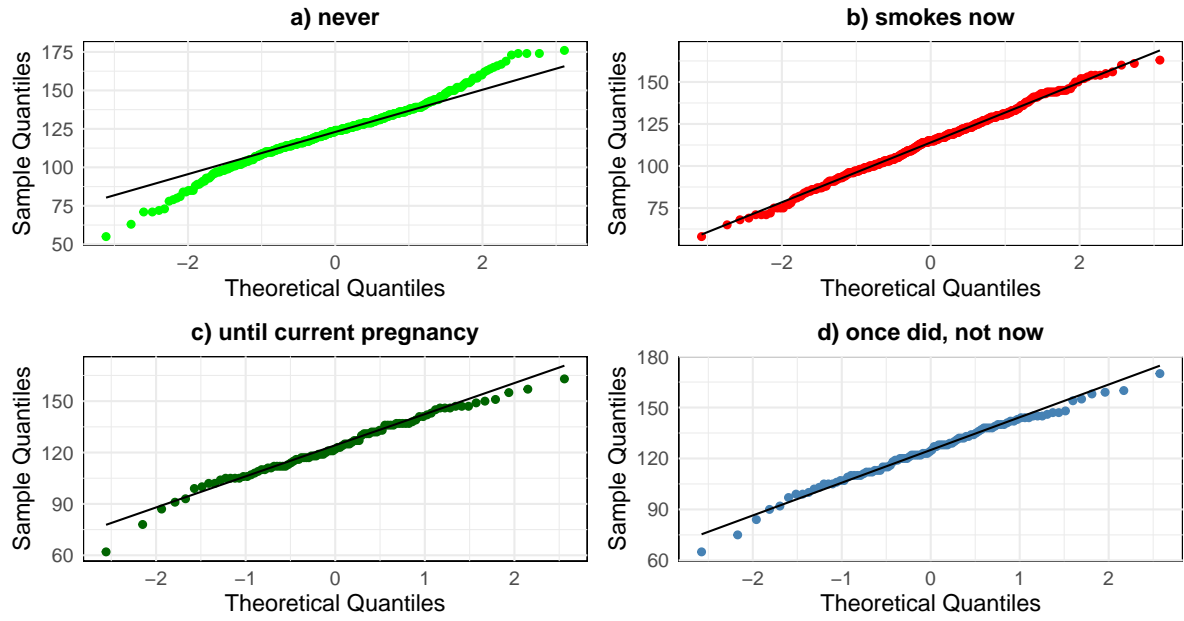 a) never
Sample Quantiles
175
150
125
100
75
50
−2
0
2
Theoretical Quantiles
b) smokes now
Sample Quantiles
150
125
100
75
−2
0
2
Theoretical Quantiles
c) until current pregnancy
Sample Quantiles
150
120
90
60
−2
−1
0
1
2
Theoretical Quantiles
d) once did, not now
Sample Quantiles
180
150
120
90
60
−2
−1
0
1
2
Theoretical Quantiles